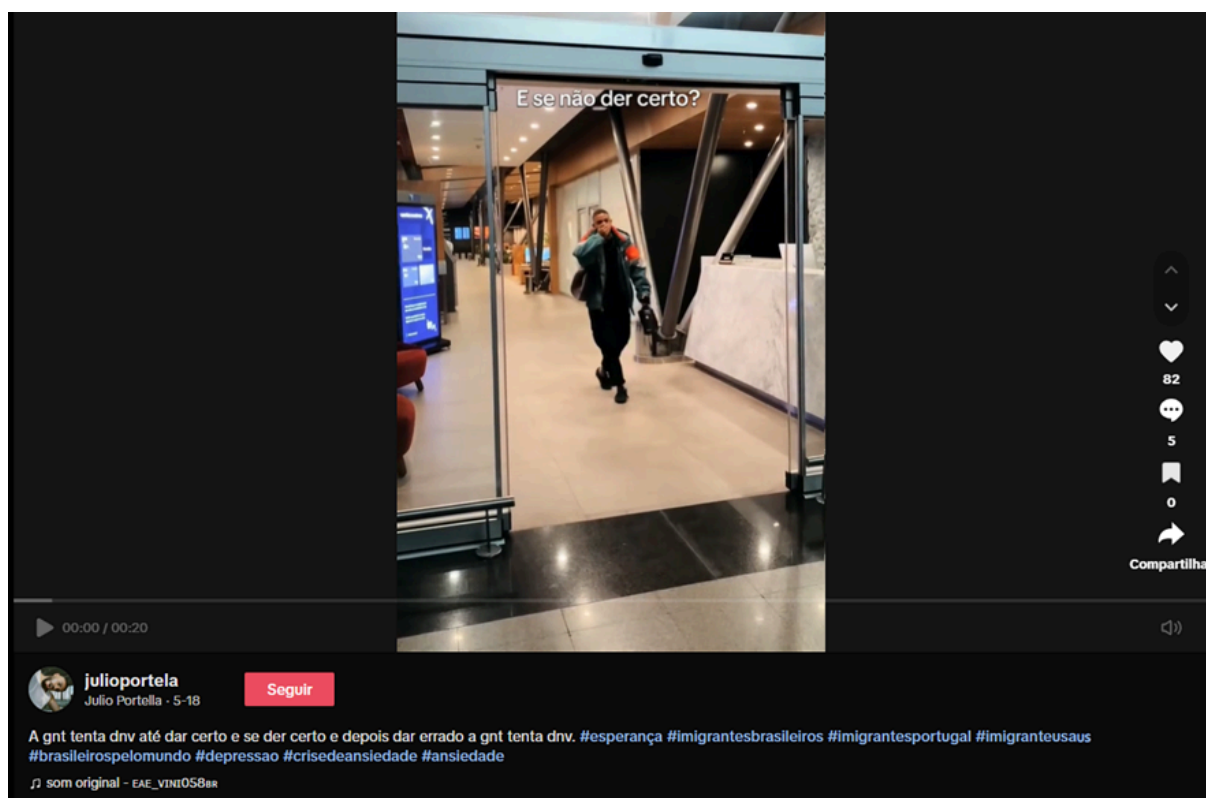 E se não der certo?
82
5
0
Compartilha
00:00 / 00:20
julioportela
Julio Portella · 5-18
Seguir
A gnt tenta dnv até dar certo e se der certo e depois dar errado a gnt tenta dnv. #esperança #imigrantesbrasileiros #imigrantesportugal #imigranteusaus
#brasileirospelomundo #depressao #crisedeansiedade #ansiedade
♫ som original - EAE_VINI058BR